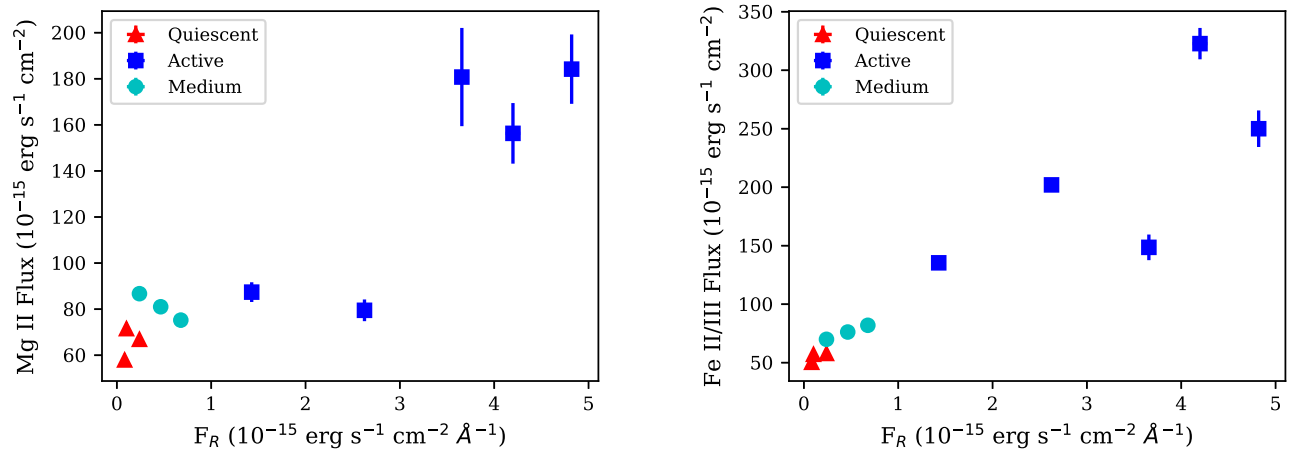 Mg II Flux (10⁻¹⁵ erg s⁻¹ cm⁻²)
200
180
160
140
120
100
80
60
Quiescent
Active
Medium
0 1 2 3 4 5
F_R (10⁻¹⁵ erg s⁻¹ cm⁻² Å⁻¹)
Fe II/III Flux (10⁻¹⁵ erg s⁻¹ cm⁻²)
350
300
250
200
150
100
50
Quiescent
Active
Medium
0 1 2 3 4 5
F_R (10⁻¹⁵ erg s⁻¹ cm⁻² Å⁻¹)